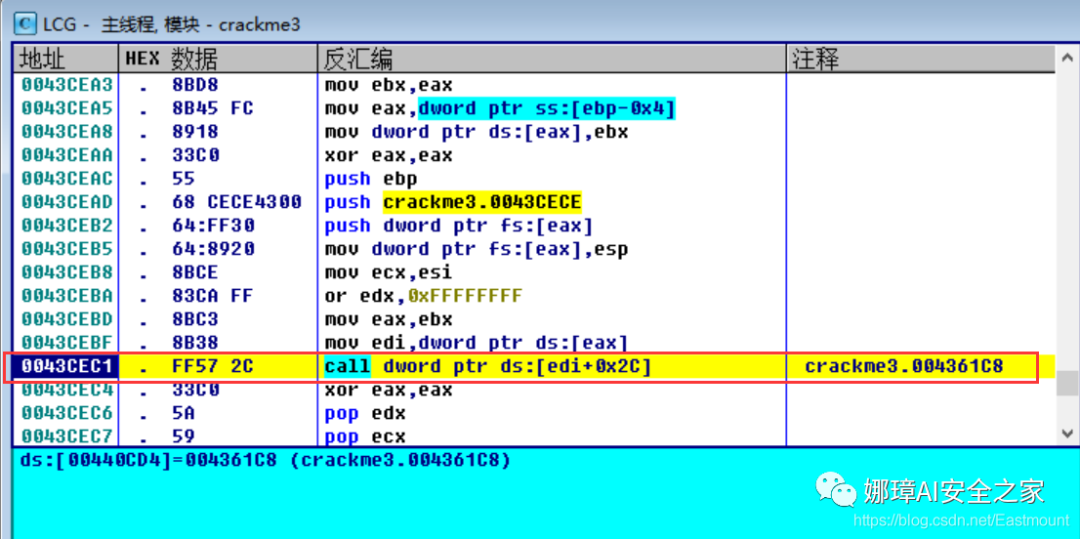 C LCG - 主线程, 模块 - crackme3
地址 HEX 数据 反汇编 注释
0043CEA3 . 8BD8 mov ebx,eax
0043CEA5 . 8B45 FC mov eax,dword ptr ss:[ebp-0x4]
0043CEA8 . 8918 mov dword ptr ds:[eax],ebx
0043CEAA . 33C0 xor eax,eax
0043CEAC . 55 push ebp
0043CEAD . 68 CECE4300 push crackme3.0043CECE
0043CEB2 . 64:FF30 push dword ptr fs:[eax]
0043CEB5 . 64:8920 mov dword ptr fs:[eax],esp
0043CEB8 . 8BCE mov ecx,esi
0043CEBA . 83CA FF or edx,0xFFFFFFFF
0043CEBD . 8BC3 mov eax,ebx
0043CEBF . 8B38 mov edi,dword ptr ds:[eax]
0043CEC1 . FF57 2C call dword ptr ds:[edi+0x2C] crackme3.004361C8
0043CEC4 . 33C0 xor eax,eax
0043CEC6 . 5A pop edx
0043CEC7 . 59 pop ecx
ds:[00440CD4]=004361C8 (crackme3.004361C8)
娜璋AI安全之家
https://blog.csdn.net/Eastmount